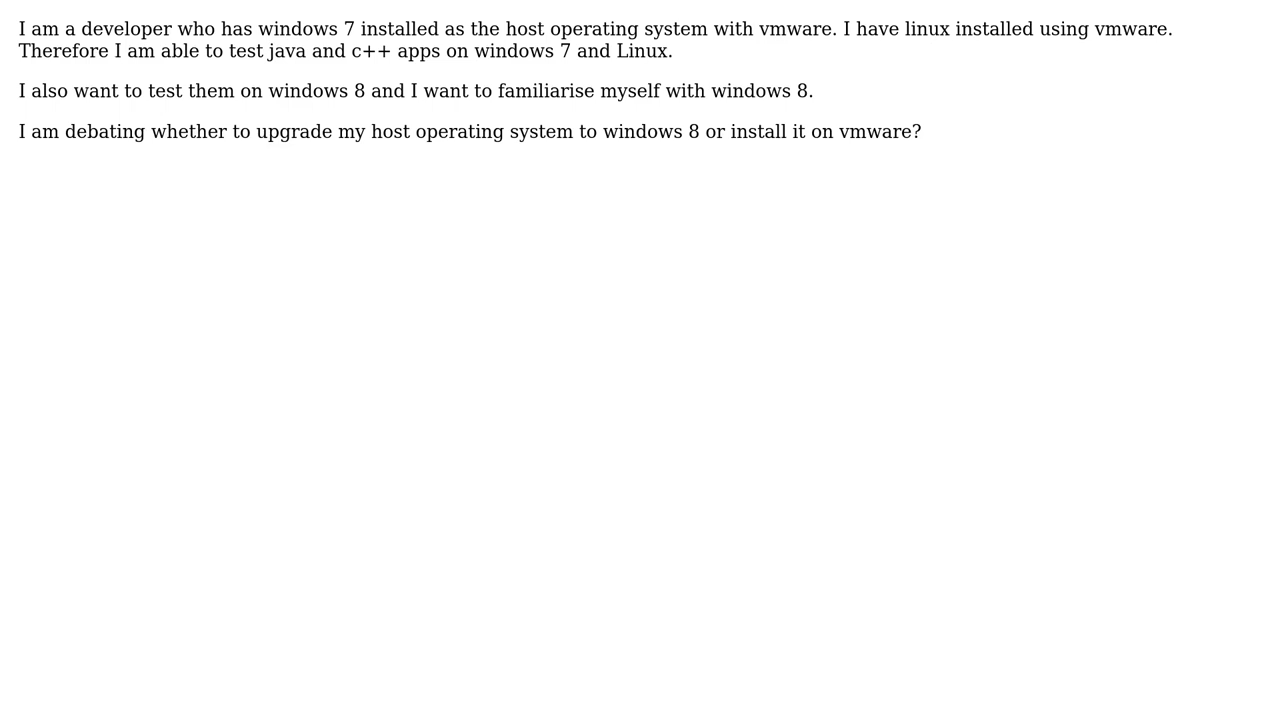 I am a developer who has windows 7 installed as the host operating system with vmware. I have linux installed using vmware.
Therefore I am able to test java and c++ apps on windows 7 and Linux.
I also want to test them on windows 8 and I want to familiarise myself with windows 8.
I am debating whether to upgrade my host operating system to windows 8 or install it on vmware?